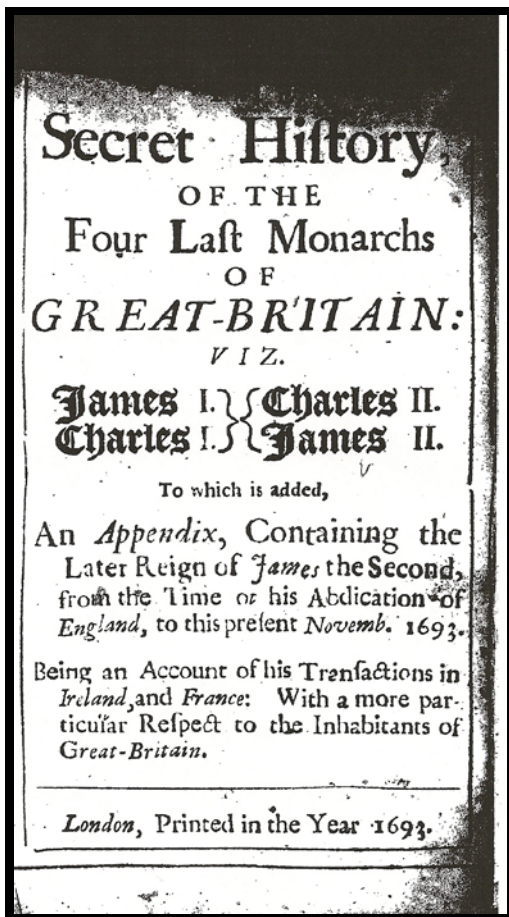 Secret Hiſtory,
OF THE
Four Laſt Monarchs
OF
GREAT-BRITAIN:
VIZ.
James I. } { Charles II.
Charles I. } { James II.
To which is added,
An Appendix, Containing the
Later Reign of James the Second,
from the Time of his Abdication of
England, to this preſent Novemb. 1693.
Being an Account of his Tranſactions in
Ireland, and France: With a more par-
ticular Reſpect to the Inhabitants of
Great-Britain.
London, Printed in the Year 1693.